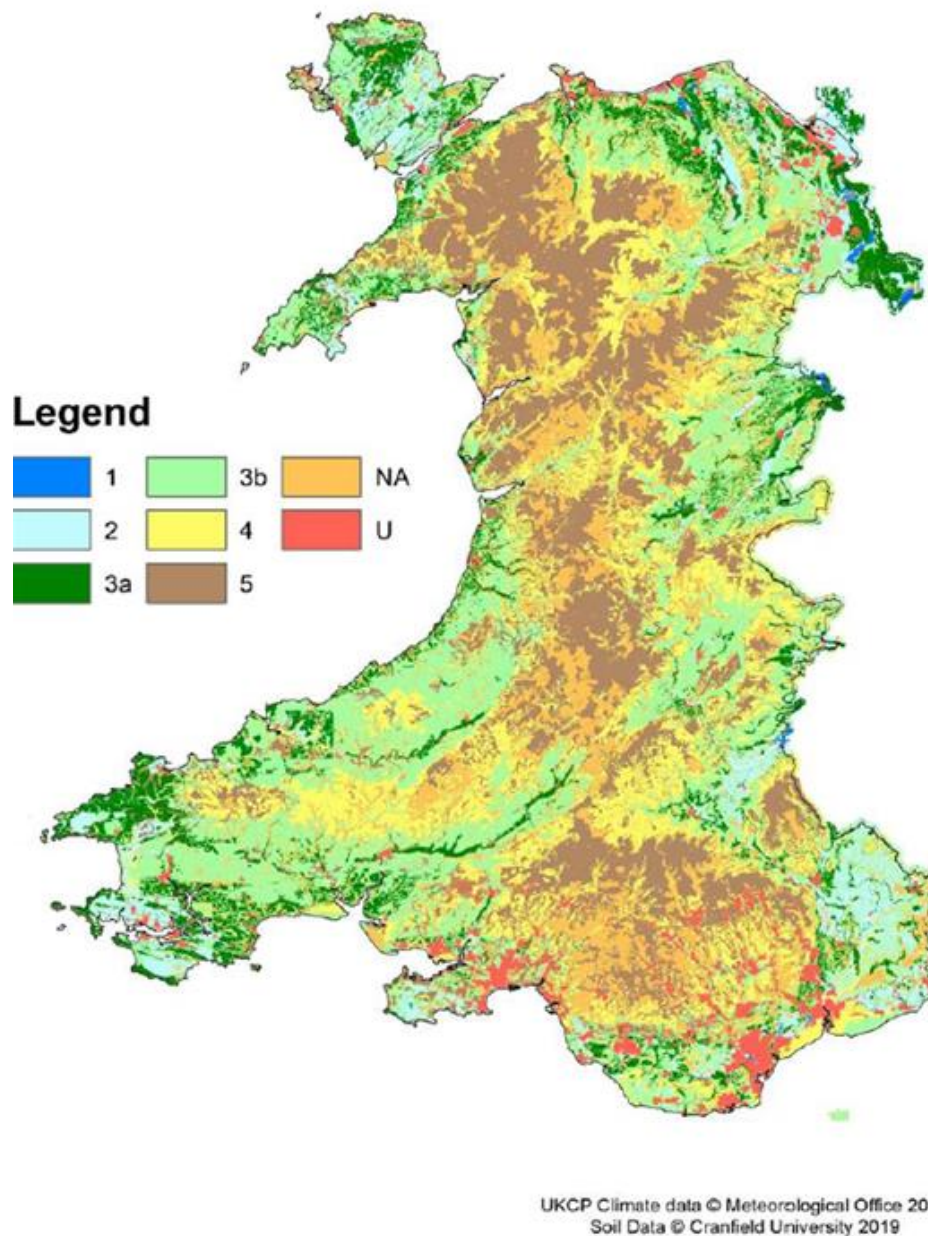 p
Legend
1
3b
NA
2
4
U
3a
5
UKCP Climate data © Meteorological Office 20
Soil Data © Cranfield University 2019